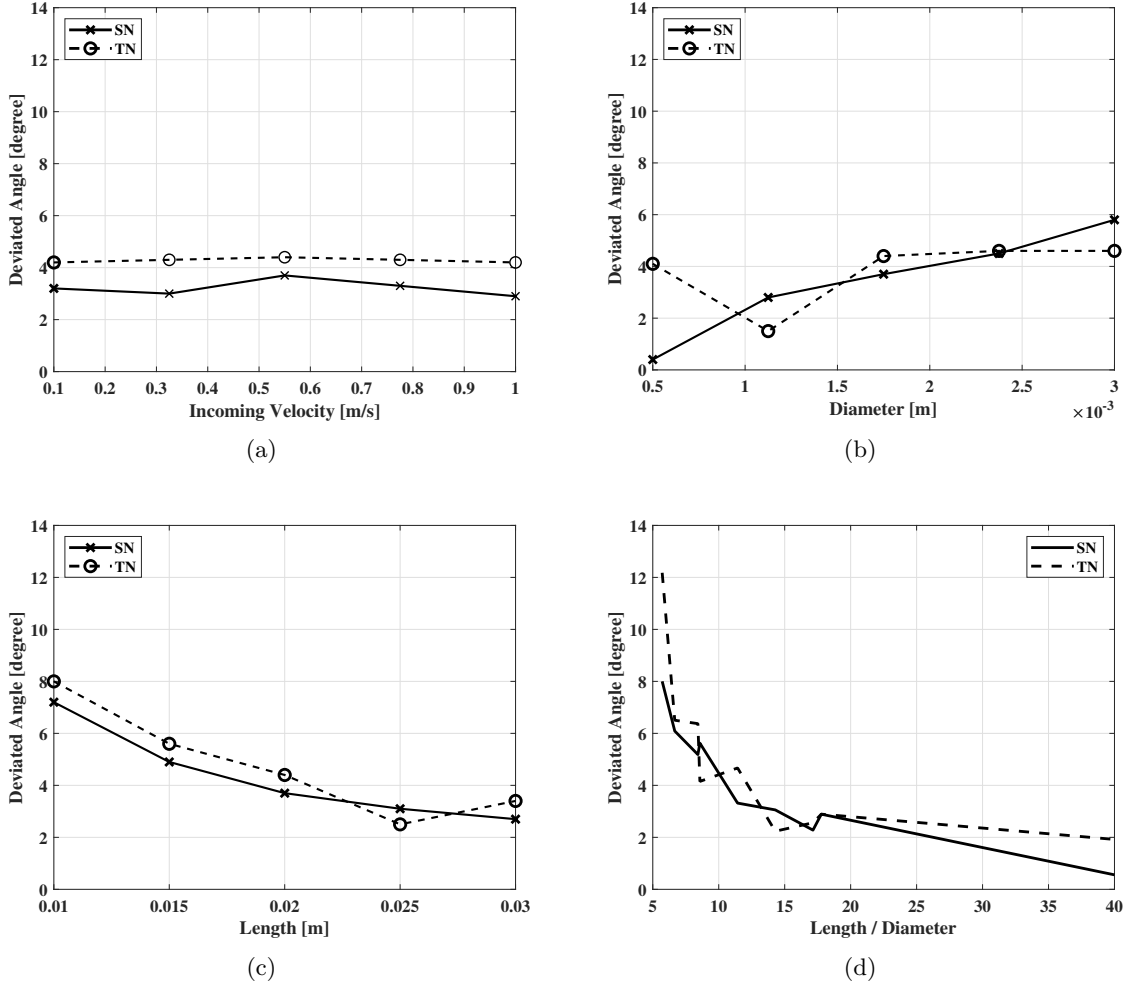 14
12
10
8
6
4
2
0
Deviated Angle [degree]
SN
TN
0.1 0.2 0.3 0.4 0.5 0.6 0.7 0.8 0.9 1
Incoming Velocity [m/s]
(a)
14
12
10
8
6
4
2
0
Deviated Angle [degree]
SN
TN
0.5 1 1.5 2 2.5 3
Diameter [m]
×10-3
(b)
14
12
10
8
6
4
2
0
Deviated Angle [degree]
SN
TN
0.01 0.015 0.02 0.025 0.03
Length [m]
(c)
14
12
10
8
6
4
2
0
Deviated Angle [degree]
SN
TN
5 10 15 20 25 30 35 40
Length / Diameter
(d)